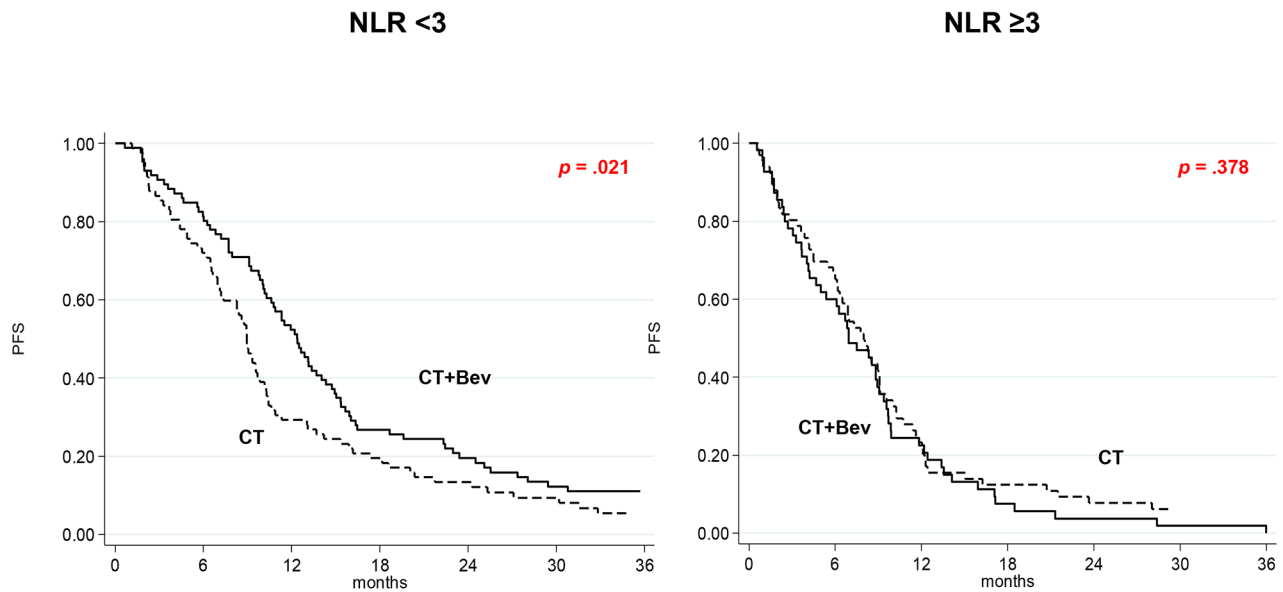 NLR <3
NLR ≥3
1.00
0.80
0.60
0.40
0.20
0.00
PFS
p = .021
CT+Bev
CT
0 6 12 18 24 30 36
months
1.00
0.80
0.60
0.40
0.20
0.00
PFS
p = .378
CT+Bev
CT
0 6 12 18 24 30 36
months